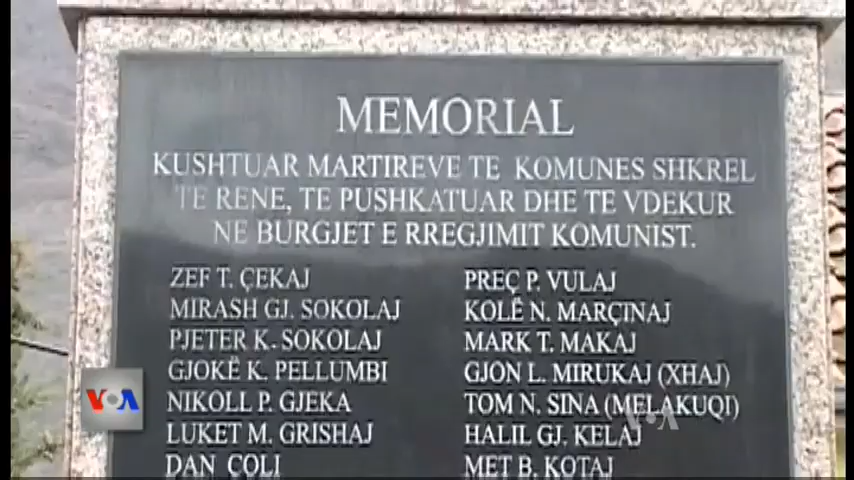 MEMORIAL
KUSHTUAR MARTIREVE TE KOMUNES SHKREL
TE RENE, TE PUSHKATUAR DHE TE VDEKUR
NE BURGJET E RREGJIMIT KOMUNIST.
ZEF T. ÇEKAJ
MIRASH GJ. SOKOLAJ
PJETER K. SOKOLAJ
GJOKË K. PELLUMBI
NIKOLL P. GJEKA
LUKET M. GRISHAJ
DAN ÇOLI
PREÇ P. VULAJ
KOLË N. MARÇINAJ
MARK T. MAKAJ
GJON L. MIRUKAJ (XHAJ)
TOM N. SINA (MELAKUQI)
HALIL GJ. KELAJ
MET B. KOTAJ
VOA
VOA